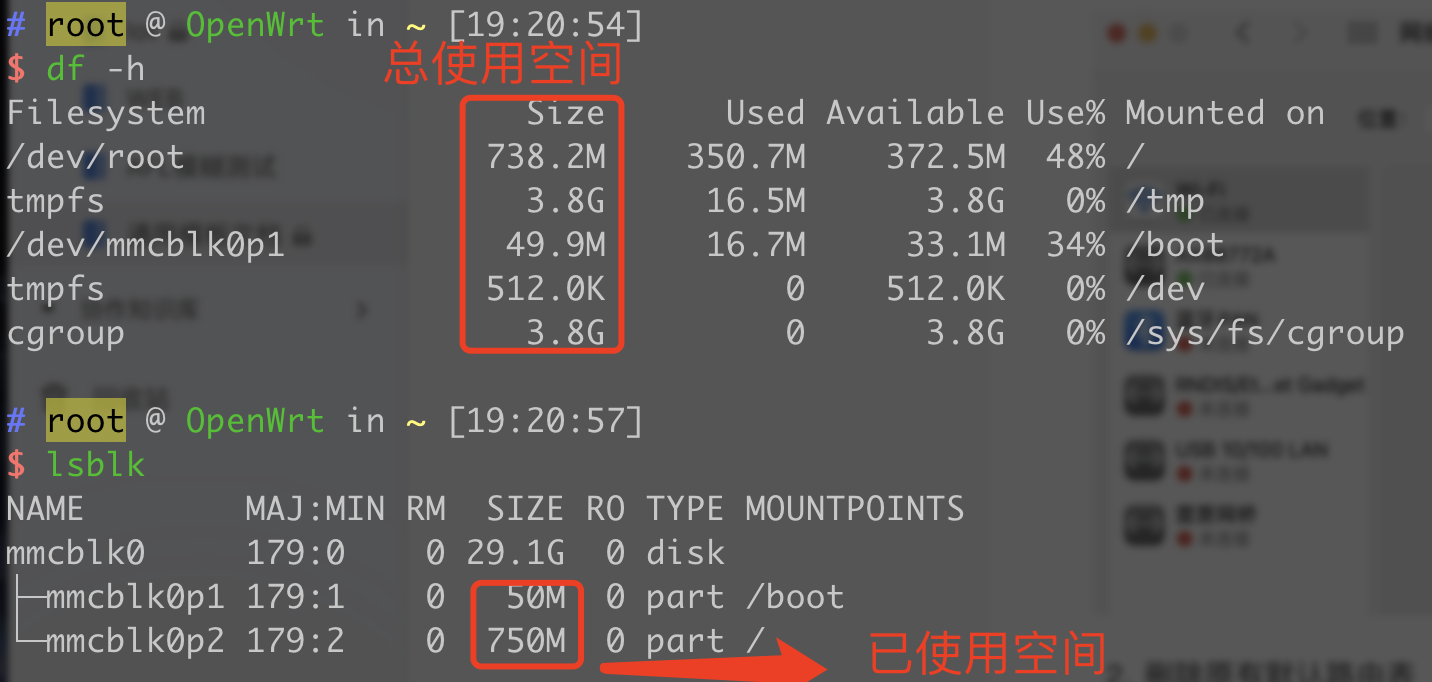 # root @ OpenWrt in ~ [19:20:54]
$ df -h
总使用空间
Filesystem Size Used Available Use% Mounted on
/dev/root 738.2M 350.7M 372.5M 48% /
tmpfs 3.8G 16.5M 3.8G 0% /tmp
/dev/mmcblk0p1 49.9M 16.7M 33.1M 34% /boot
tmpfs 512.0K 0 512.0K 0% /dev
cgroup 3.8G 0 3.8G 0% /sys/fs/cgroup
# root @ OpenWrt in ~ [19:20:57]
$ lsblk
NAME MAJ:MIN RM SIZE RO TYPE MOUNTPOINTS
mmcblk0 179:0 0 29.1G 0 disk
├─mmcblk0p1 179:1 0 50M 0 part /boot
└─mmcblk0p2 179:2 0 750M 0 part /
已使用空间
USB 10/100 LAN